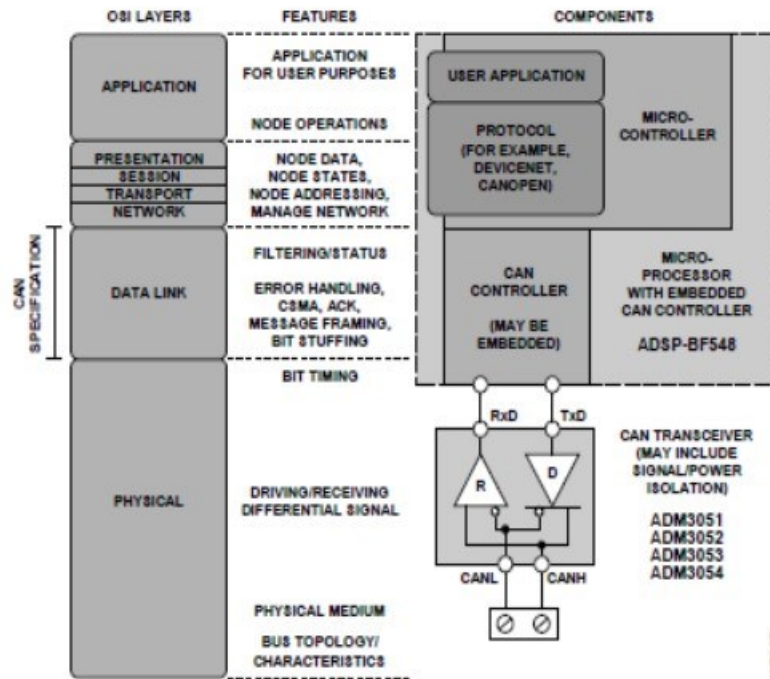 OSI LAYERS
FEATURES
COMPONENTS
APPLICATION
APPLICATION
FOR USER PURPOSES
NODE OPERATIONS
USER APPLICATION
PROTOCOL
(FOR EXAMPLE,
DEVICENET,
CANOPEN)
MICRO-
CONTROLLER
PRESENTATION
SESSION
TRANSPORT
NETWORK
NODE DATA,
NODE STATES,
NODE ADDRESSING,
MANAGE NETWORK
CAN
SPECIFICATION
DATA LINK
FILTERING/STATUS
ERROR HANDLING,
CSMA, ACK,
MESSAGE FRAMING,
BIT STUFFING
CAN
CONTROLLER
(MAY BE
EMBEDDED)
MICRO-
PROCESSOR
WITH EMBEDDED
CAN CONTROLLER
ADSP-BF548
PHYSICAL
BIT TIMING
DRIVING/RECEIVING
DIFFERENTIAL SIGNAL
PHYSICAL MEDIUM
BUS TOPOLOGY/
CHARACTERISTICS
RxD
TxD
R
D
CANL
CANH
CAN TRANSCEIVER
(MAY INCLUDE
SIGNAL/POWER
ISOLATION)
ADM3051
ADM3052
ADM3053
ADM3054